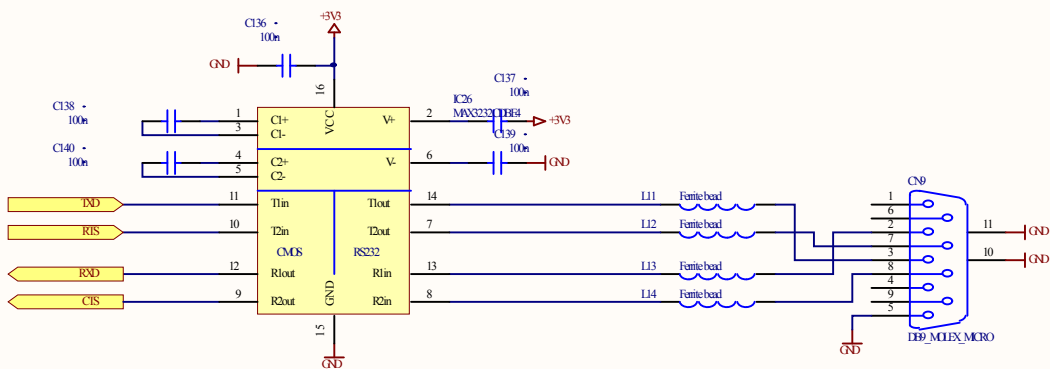 +3V3
C136
100n
GND
16
VCC
C137
100n
IC26
MAX3232CDBE4
C138
100n
1
C1+
3
C1-
V+
2
+3V3
C139
100n
C140
100n
4
C2+
5
C2-
V-
6
GND
CN9
TXD
11
T1in
T1out
14
L11
Ferrite bead
RTS
10
T2in
T2out
7
L12
Ferrite bead
CMOS
RS232
RXD
12
R1out
R1in
13
L13
Ferrite bead
CTS
9
R2out
R2in
8
L14
Ferrite bead
GND
15
GND
1
6
2
7
3
8
4
9
5
11
GND
10
GND
GND
DB9_MOLEX_MICRO